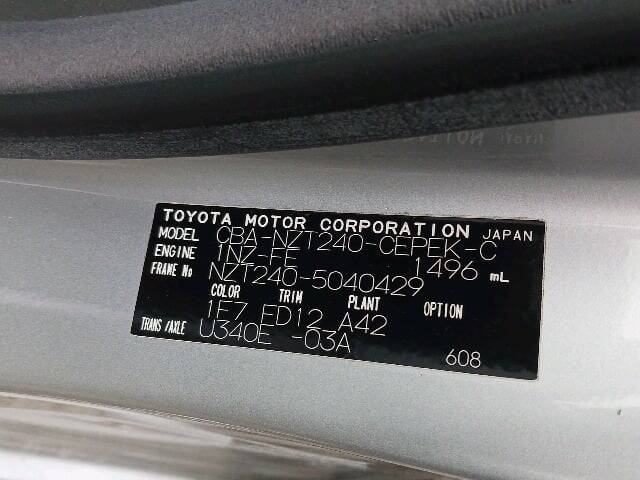 TOYOTA MOTOR CORPORATION JAPAN
MODEL CBA-NZT240-CEPEK-C
ENGINE 1NZ-FE 1496 mL
FRAME No NZT240-5040429
COLOR TRIM PLANT OPTION
1F7 FD12 A42
TRANS/AXLE U340E -03A
608